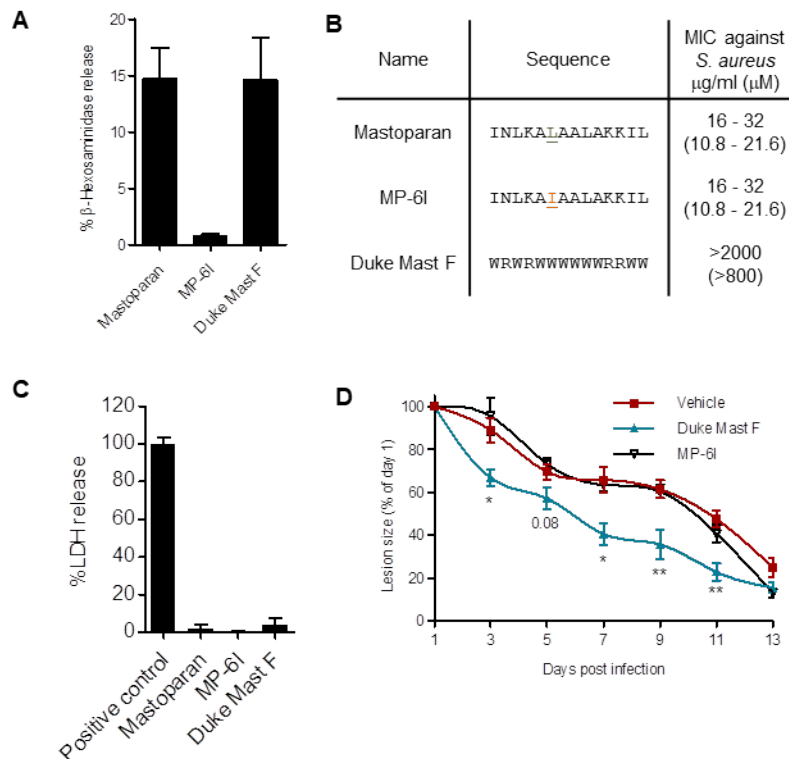 A
% β-Hexosaminidase release
20
15
10
5
0
Mastoparan
MP-6I
Duke Mast F
B
Name
Sequence
MIC against
S. aureus
µg/ml (µM)
Mastoparan
INLKALAALAKKIL
16 - 32
(10.8 - 21.6)
MP-6I
INLKAIAALAKKIL
16 - 32
(10.8 - 21.6)
Duke Mast F
WRWRWWWWWWRRWW
>2000
(>800)
C
%LDH release
120
100
80
60
40
20
0
Positive control
Mastoparan
MP-6I
Duke Mast F
D
Lesion size (% of day 1)
100
80
60
40
20
0
Vehicle
Duke Mast F
MP-6I
*
0.08
*
**
**
1 3 5 7 9 11 13
Days post infection